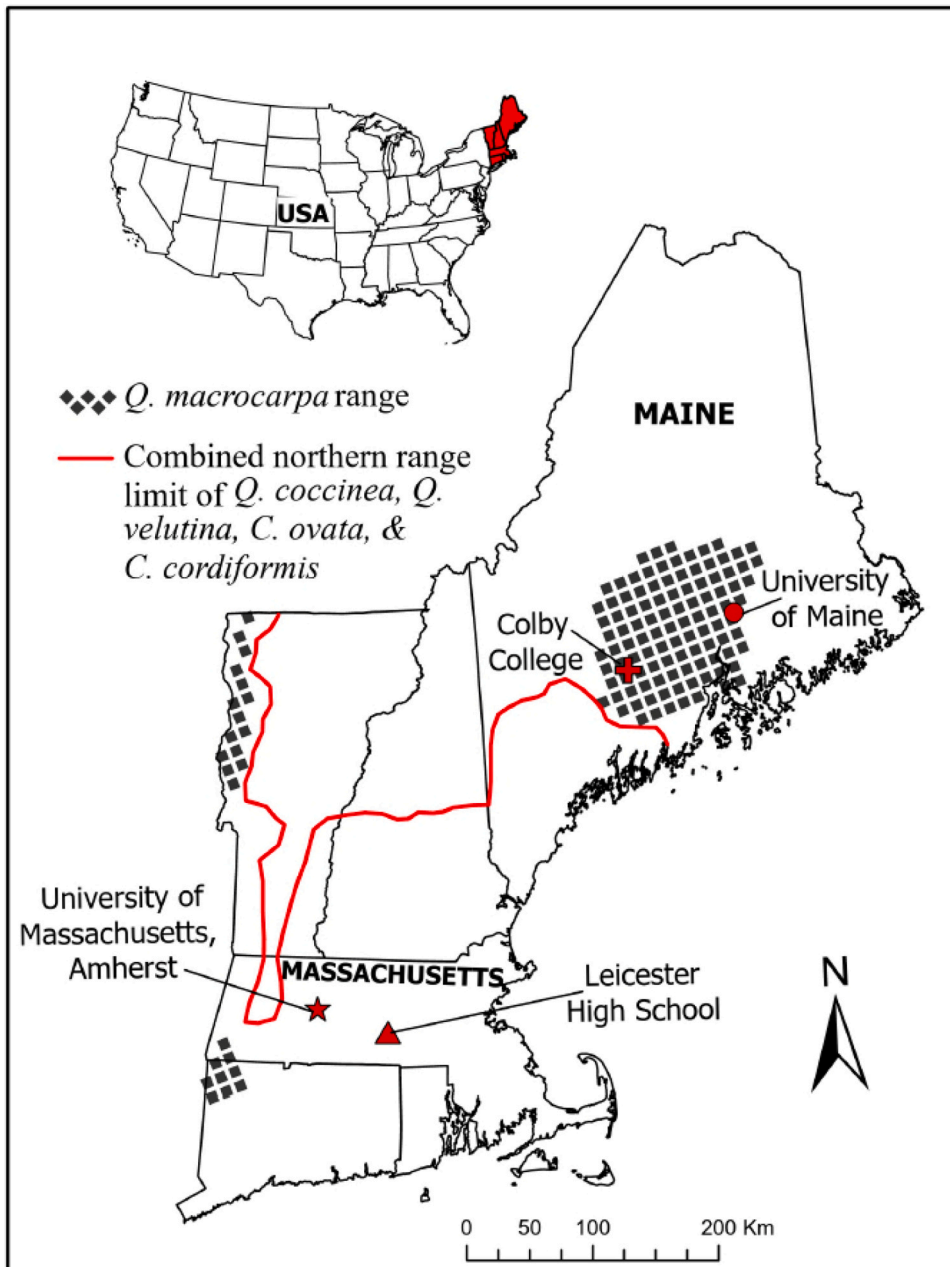 USA
Q. macrocarpa range
Combined northern range
limit of Q. coccinea, Q.
velutina, C. ovata, &
C. cordiformis
MAINE
University
of Maine
Colby
College
University of
Massachusetts,
Amherst
MASSACHUSETTS
Leicester
High School
N
0 50 100 200 Km